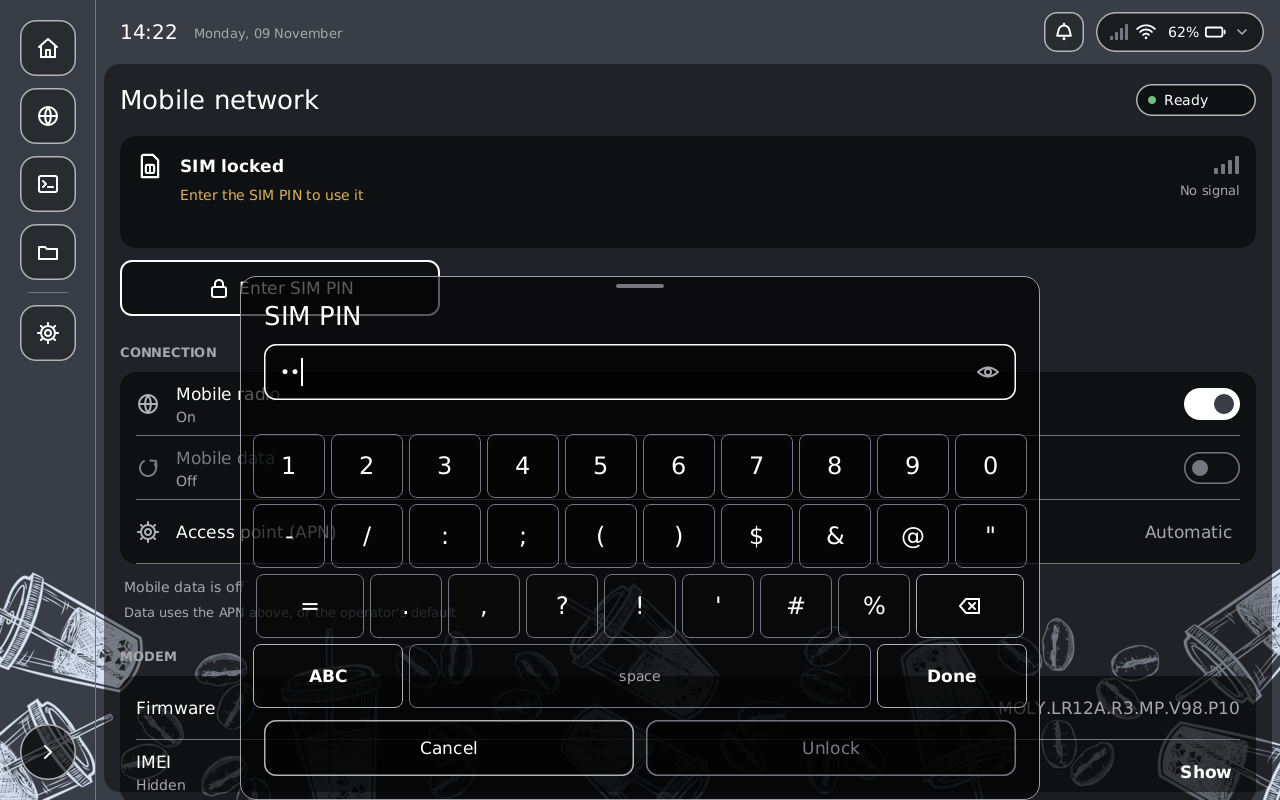 14:22 Monday, 09 November
62%
Mobile network
Ready
SIM locked
Enter the SIM PIN to use it
No signal
Enter SIM PIN
SIM PIN
CONNECTION
Mobile radio
On
Mobile data
Off
Access point (APN)
Automatic
Mobile data is off
Data uses the APN above, or the operator's default
1 2 3 4 5 6 7 8 9 0
- / : ; ( ) $ & @ "
= . , ? ! ' # %
ABC space Done
Cancel Unlock
MODEM
Firmware
MOLY.LR12A.R3.MP.V98.P10
IMEI
Hidden
Show